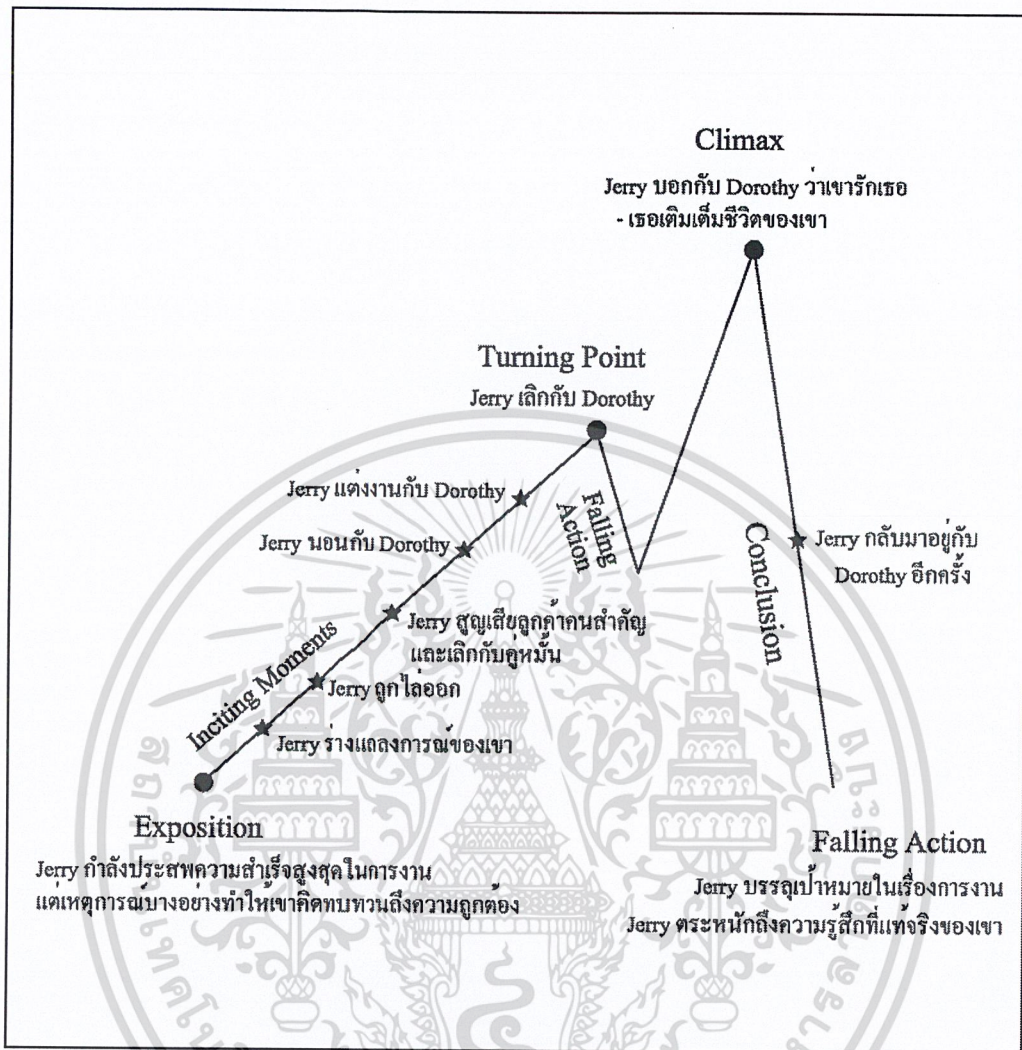 Climax
Jerry บอกกับ Dorothy ว่าเขารักเธอ
- เธอเติมเต็มชีวิตของเขา
Turning Point
Jerry เลิกกับ Dorothy
Jerry แต่งงานกับ Dorothy
Falling
Action
Jerry นอนกับ Dorothy
Conclusion
Jerry กลับมาอยู่กับ
Dorothy อีกครั้ง
Jerry สูญเสียลูกค้าคนสำคัญ
และเลิกกับคู่หมั้น
Inciting Moments
Jerry ถูกไล่ออก
Jerry ร่างแถลงการณ์ของเขา
Exposition
Jerry กำลังประสพความสำเร็จสูงสุดในการงาน
แต่เหตุการณ์บางอย่างทำให้เขาคิดทบทวนถึงความถูกต้อง
Falling Action
Jerry บรรลุเป้าหมายในเรื่องการงาน
Jerry ตระหนักถึงความรู้สึกที่แท้จริงของเขา